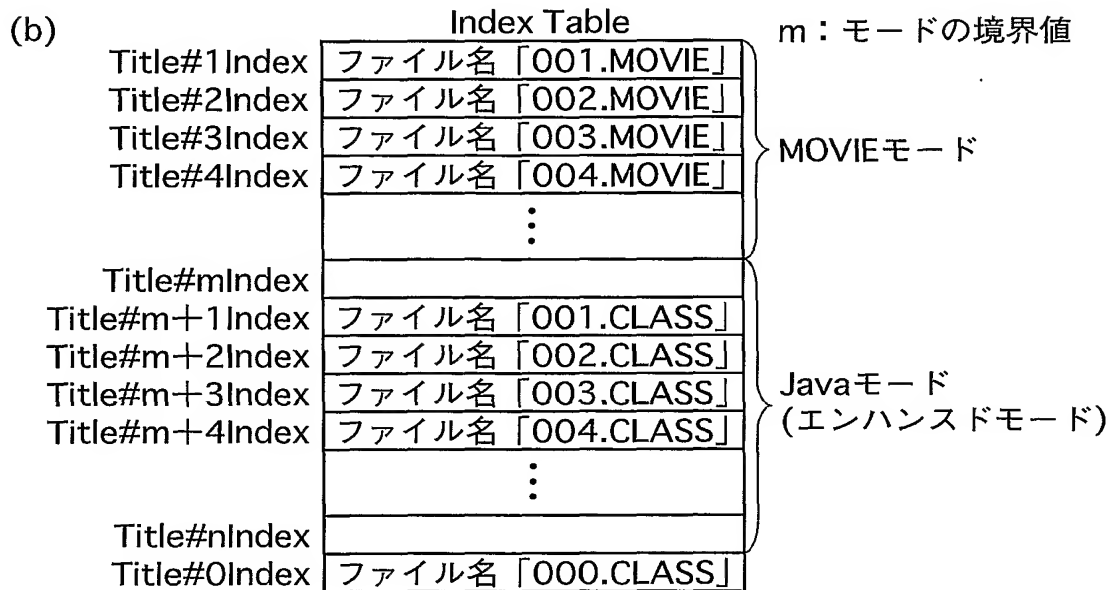 (b)
Index Table
m：モードの境界値
Title#1Index ファイル名「001.MOVIE」
Title#2Index ファイル名「002.MOVIE」
Title#3Index ファイル名「003.MOVIE」
Title#4Index ファイル名「004.MOVIE」
⋮
MOVIEモード
Title#mIndex
Title#m＋1Index ファイル名「001.CLASS」
Title#m＋2Index ファイル名「002.CLASS」
Title#m＋3Index ファイル名「003.CLASS」
Title#m＋4Index ファイル名「004.CLASS」
⋮
Javaモード
(エンハンスドモード)
Title#nIndex
Title#0Index ファイル名「000.CLASS」